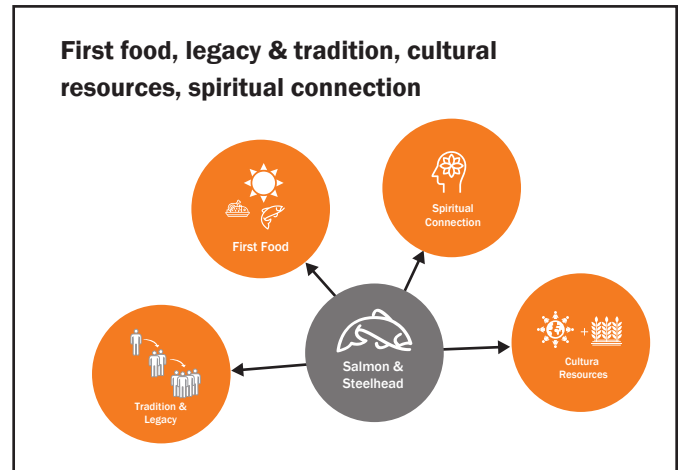 First food, legacy & tradition, cultural
resources, spiritual connection
First Food
Spiritual
Connection
Salmon &
Steelhead
Cultura
Resources
+
Tradition &
Legacy